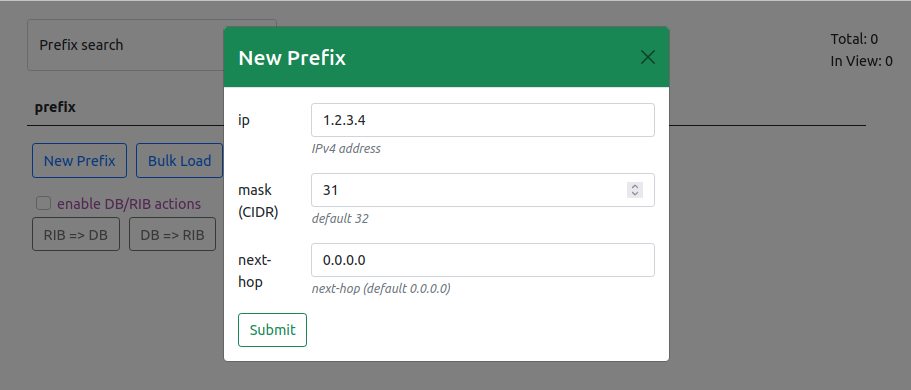 Prefix search
Total: 0
In View: 0
prefix
New Prefix
Bulk Load
enable DB/RIB actions
RIB => DB
DB => RIB
New Prefix
ip
1.2.3.4
IPv4 address
mask
(CIDR)
31
default 32
next-
hop
0.0.0.0
next-hop (default 0.0.0.0)
Submit